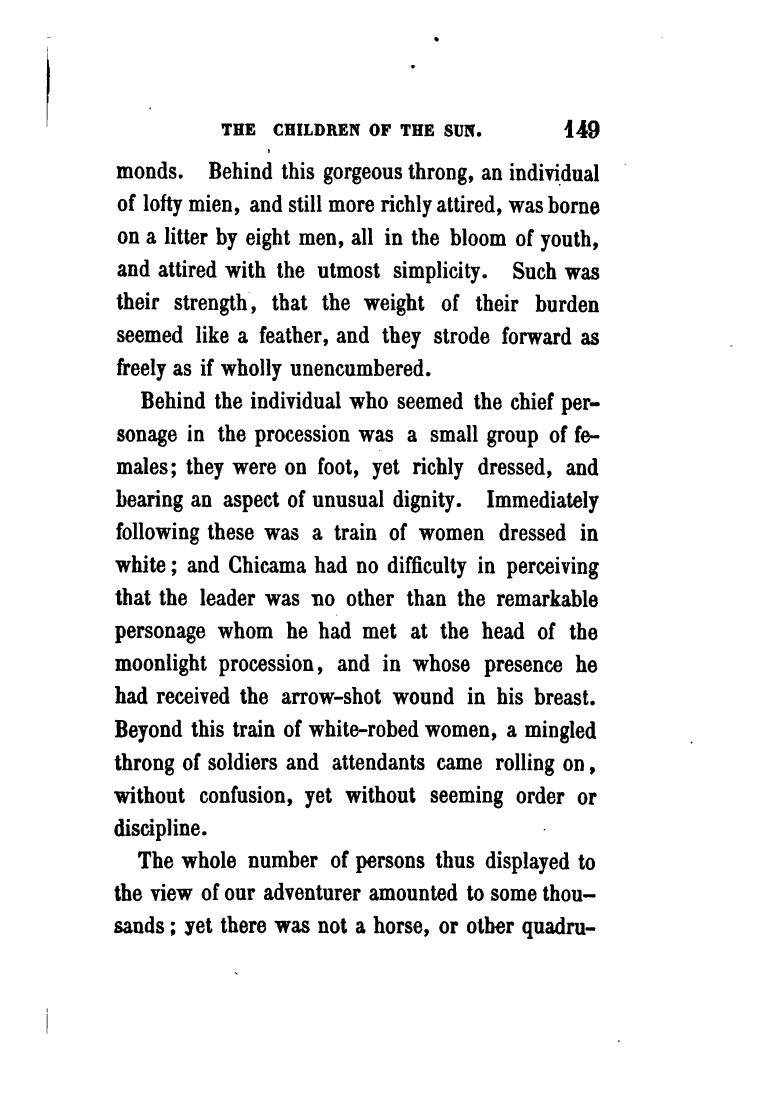 THE CHILDREN OF THE SUN. 149
monds. Behind this gorgeous throng, an individual
of lofty mien, and still more richly attired, was borne
on a litter by eight men, all in the bloom of youth,
and attired with the utmost simplicity. Such was
their strength, that the weight of their burden
seemed like a feather, and they strode forward as
freely as if wholly unencumbered.
Behind the individual who seemed the chief per-
sonage in the procession was a small group of fe-
males; they were on foot, yet richly dressed, and
bearing an aspect of unusual dignity. Immediately
following these was a train of women dressed in
white; and Chicama had no difficulty in perceiving
that the leader was no other than the remarkable
personage whom he had met at the head of the
moonlight procession, and in whose presence he
had received the arrow-shot wound in his breast.
Beyond this train of white-robed women, a mingled
throng of soldiers and attendants came rolling on,
without confusion, yet without seeming order or
discipline.
The whole number of persons thus displayed to
the view of our adventurer amounted to some thou-
sands; yet there was not a horse, or other quadru-